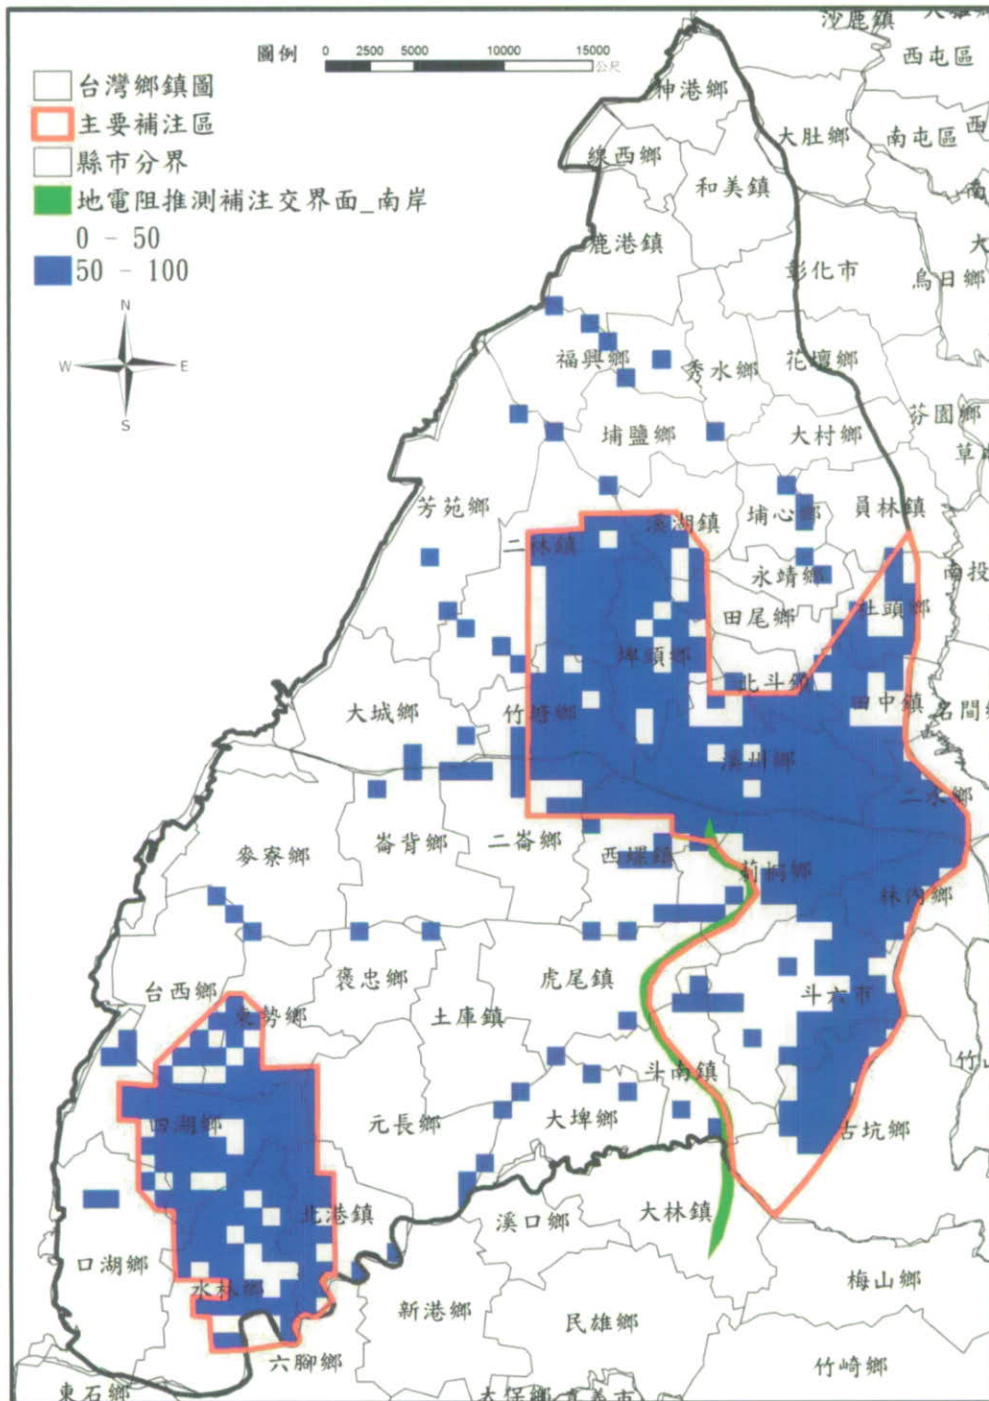 圖例
0 2500 5000 10000 15000
公尺
台灣鄉鎮圖
主要補注區
縣市分界
地電阻推測補注交界面_南岸
0 - 50
50 - 100
N
W E
S
沙鹿鎮
西屯區
神港鄉
大肚鄉
南屯區
線西鄉
和美鎮
鹿港鎮
彰化市
烏日鄉
福興鄉
秀水鄉
花壇鄉
芬園鄉
埔鹽鄉
大村鄉
芳苑鄉
溪湖鎮
埔心鄉
員林鎮
二林鎮
永靖鄉
南投
田尾鄉
社頭鄉
埤頭鄉
北斗鎮
大城鄉
竹塘鄉
田中鎮
名間鄉
溪州鄉
二水鄉
麥寮鄉
崙背鄉
二崙鄉
西螺鎮
莿桐鄉
林內鄉
台西鄉
褒忠鄉
虎尾鎮
斗六市
東勢鄉
土庫鎮
斗南鎮
竹山
四湖鄉
元長鄉
大埤鄉
古坑鄉
北港鎮
溪口鄉
大林鎮
口湖鄉
水林鄉
新港鄉
民雄鄉
梅山鄉
六腳鄉
竹崎鄉
東石鄉
太保鄉
嘉義市